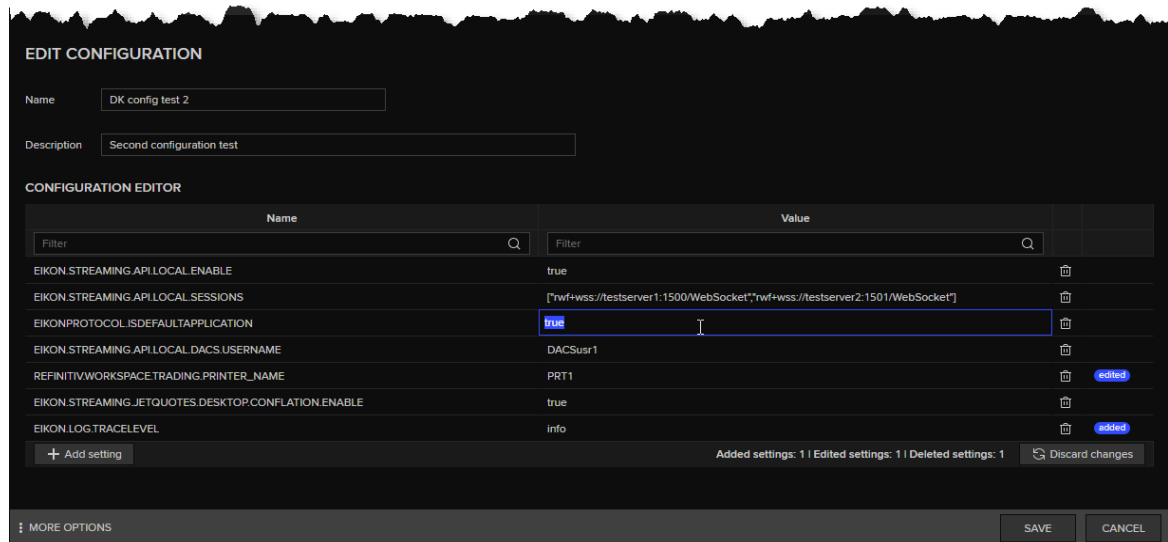 EDIT CONFIGURATION
Name DK config test 2
Description Second configuration test
CONFIGURATION EDITOR
Name Value
Filter Filter
EIKON.STREAMING.API.LOCAL.ENABLE true
EIKON.STREAMING.API.LOCAL.SESSIONS ["rwf+wss://testserver1:1500/WebSocket","rwf+wss://testserver2:1501/WebSocket"]
EIKONPROTOCOL.ISDEFAULTAPPLICATION true
EIKON.STREAMING.API.LOCAL.DACS.USERNAME DACSusr1
REFINITIV.WORKSPACE.TRADING.PRINTER_NAME PRT1 edited
EIKON.STREAMING.JETQUOTES.DESKTOP.CONFLATION.ENABLE true
EIKON.LOG.TRACELEVEL info added
+ Add setting Added settings: 1 | Edited settings: 1 | Deleted settings: 1 Discard changes
MORE OPTIONS SAVE CANCEL